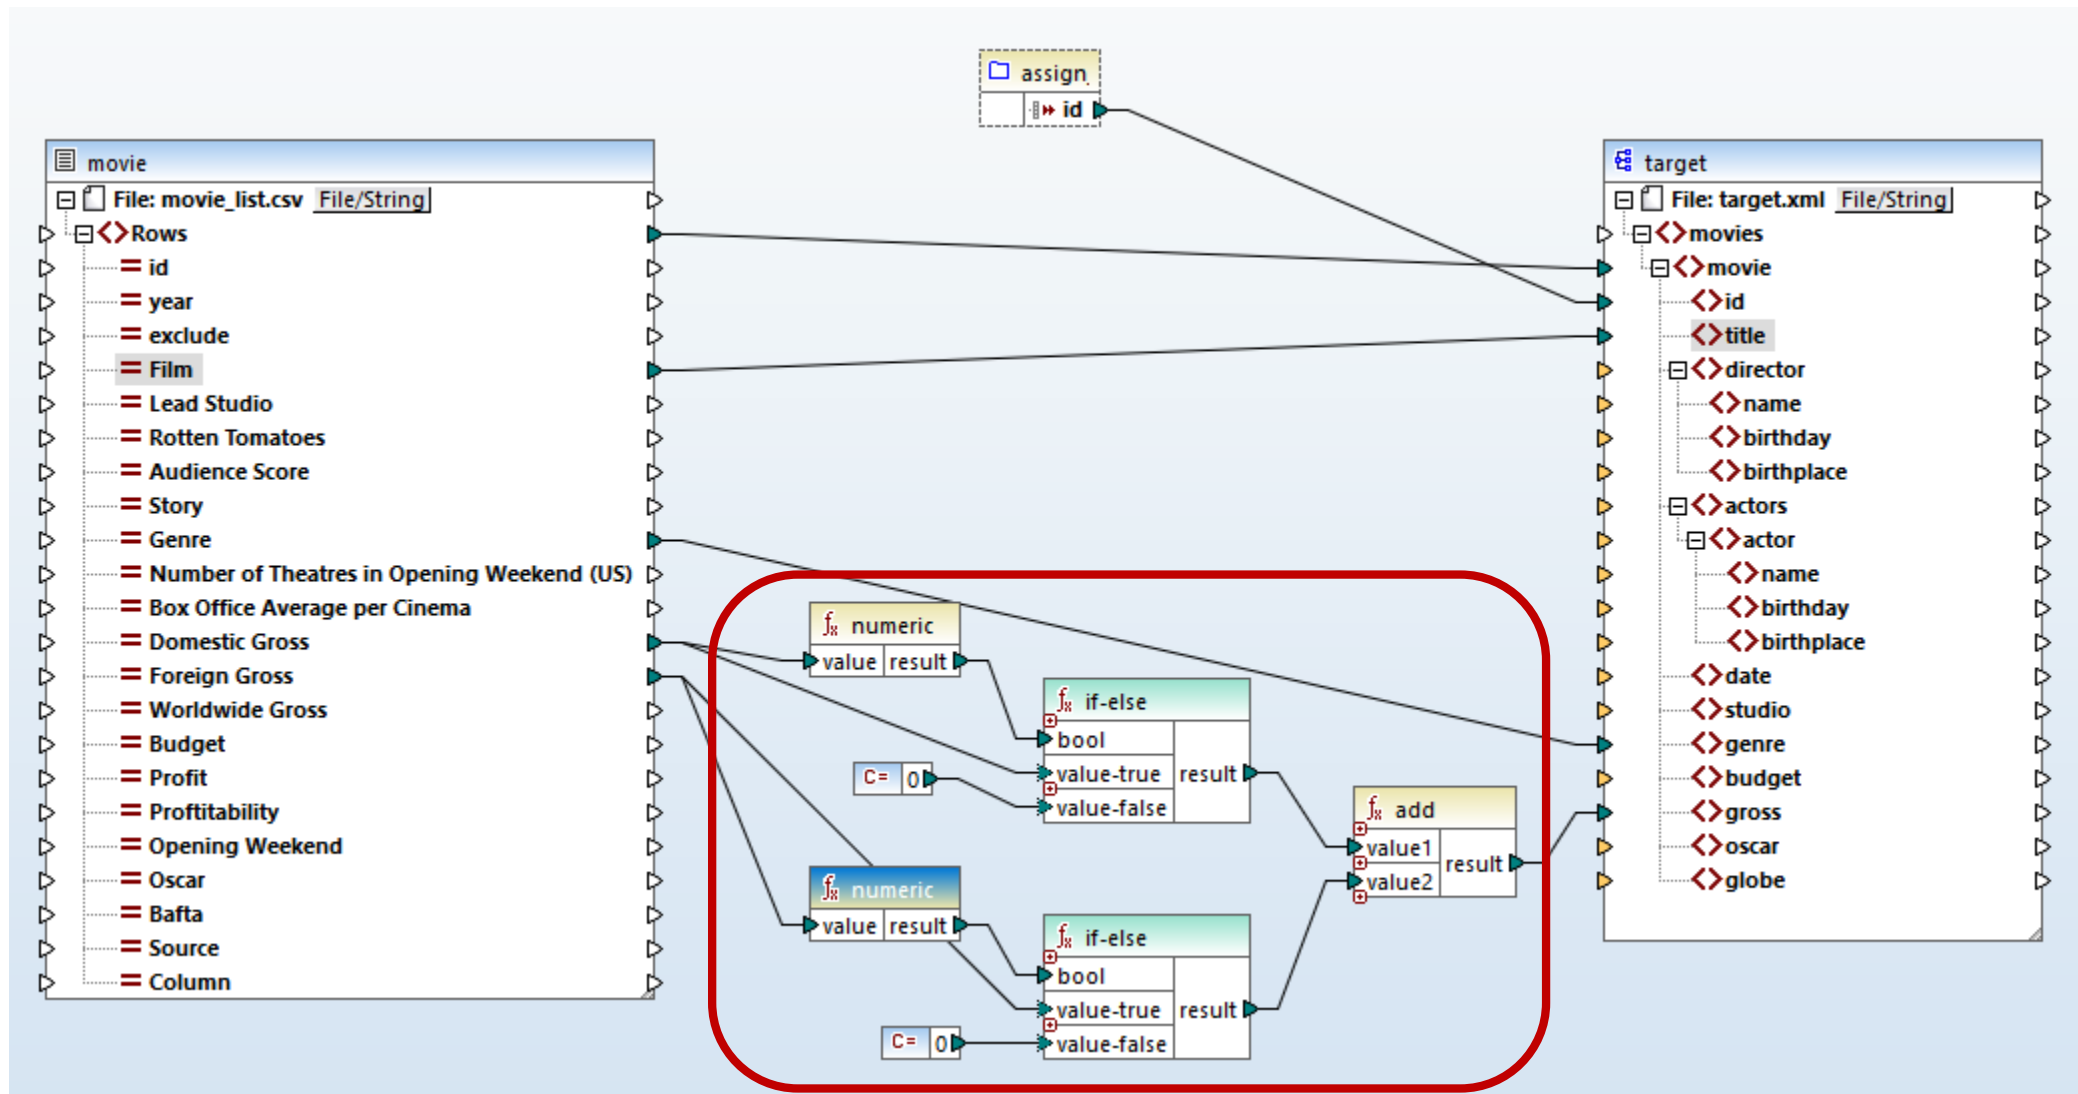 assign
id
movie
File: movie_list.csv File/String
Rows
id
year
exclude
Film
Lead Studio
Rotten Tomatoes
Audience Score
Story
Genre
Number of Theatres in Opening Weekend (US)
Box Office Average per Cinema
Domestic Gross
Foreign Gross
Worldwide Gross
Budget
Profit
Proftitability
Opening Weekend
Oscar
Bafta
Source
Column
fx numeric
value result
fx if-else
bool
value-true result
value-false
C= 0
fx numeric
value result
fx if-else
bool
value-true result
value-false
C= 0
fx add
value1
value2
result
target
File: target.xml File/String
movies
movie
id
title
director
name
birthday
birthplace
actors
actor
name
birthday
birthplace
date
studio
genre
budget
gross
oscar
globe